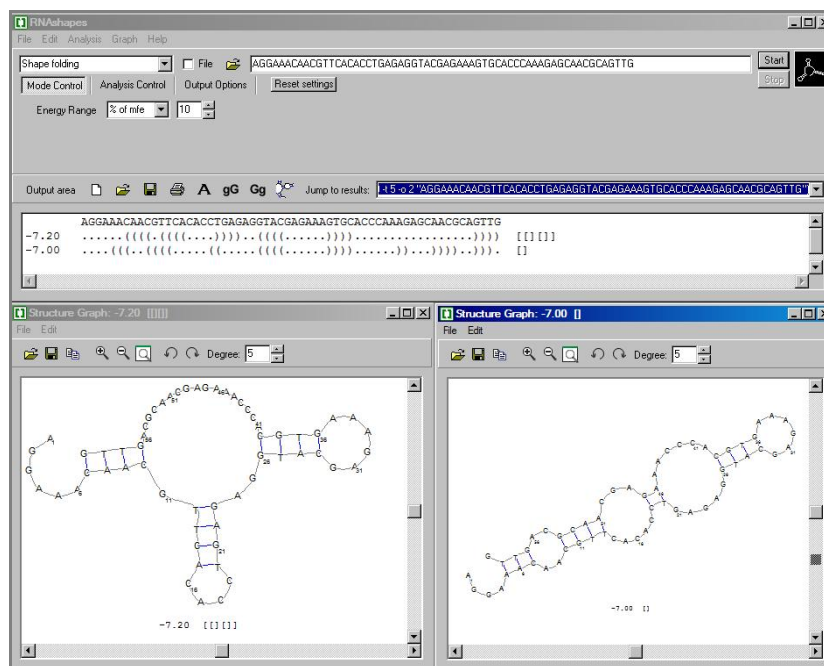 RNAshapes
File Edit Analysis Graph Help
Shape folding File AGGAAACAACGTTCACACCTGAGAGGTACGAGAAAGTGCACCCAAAGAGCAACGCAGTTG Start
Stop
Mode Control Analysis Control Output Options Reset settings
Energy Range % of mfe 10
Output area A gG Gg Jump to results: -t 5 -o 2 "AGGAAACAACGTTCACACCTGAGAGGTACGAGAAAGTGCACCCAAAGAGCAACGCAGTTG"
AGGAAACAACGTTCACACCTGAGAGGTACGAGAAAGTGCACCCAAAGAGCAACGCAGTTG
-7.20 ......((((.((((....))))..((((......)))).................)))) [[][]]
-7.00 ....(((..((((.....((.....((((......)))).....))...))))..))). []
Structure Graph: -7.20 [[][]]
File Edit
Degree: 5
-7.20 [[][]]
Structure Graph: -7.00 []
File Edit
Degree: 5
-7.00 []